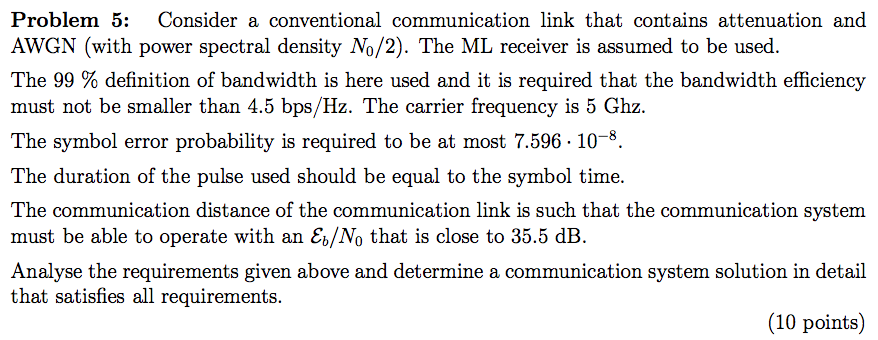 Problem 5: Consider a conventional communication link that contains attenuation and
AWGN (with power spectral density N₀/2). The ML receiver is assumed to be used.
The 99 % definition of bandwidth is here used and it is required that the bandwidth efficiency
must not be smaller than 4.5 bps/Hz. The carrier frequency is 5 Ghz.
The symbol error probability is required to be at most 7.596 · 10⁻⁸.
The duration of the pulse used should be equal to the symbol time.
The communication distance of the communication link is such that the communication system
must be able to operate with an ℰb/N₀ that is close to 35.5 dB.
Analyse the requirements given above and determine a communication system solution in detail
that satisfies all requirements.
(10 points)